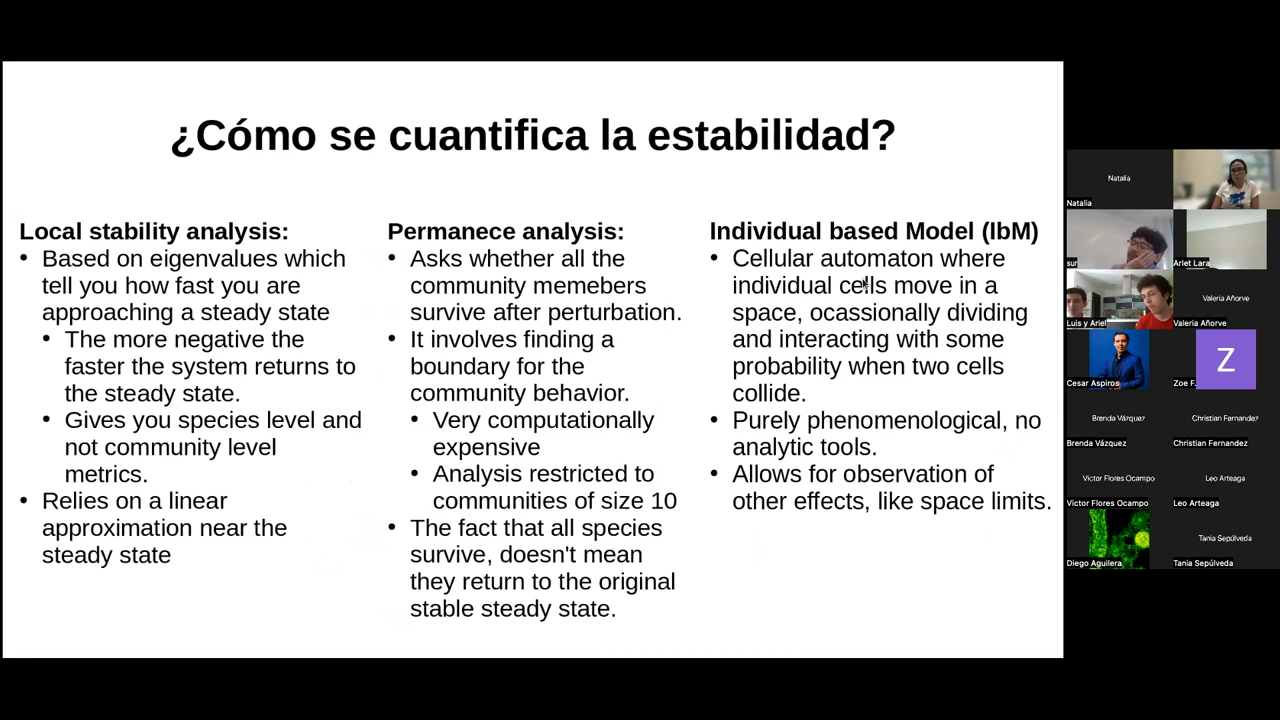 ¿Cómo se cuantifica la estabilidad?
Local stability analysis:
• Based on eigenvalues which
tell you how fast you are
approaching a steady state
• The more negative the
faster the system returns to
the steady state.
• Gives you species level and
not community level
metrics.
• Relies on a linear
approximation near the
steady state
Permanece analysis:
• Asks whether all the
community memebers
survive after perturbation.
• It involves finding a
boundary for the
community behavior.
• Very computationally
expensive
• Analysis restricted to
communities of size 10
• The fact that all species
survive, doesn't mean
they return to the original
stable steady state.
Individual based Model (IbM)
• Cellular automaton where
individual cells move in a
space, ocassionally dividing
and interacting with some
probability when two cells
collide.
• Purely phenomenological, no
analytic tools.
• Allows for observation of
other effects, like space limits.
Natalia
Natalia
sur
Arlet Lara
Luis y Ariel
Valeria Añorve
Valeria Añorve
Cesar Aspiros
Z
Zoe F.
Brenda Vázquez
Brenda Vázquez
Christian Fernandez
Christian Fernandez
Victor Flores Ocampo
Victor Flores Ocampo
Leo Arteaga
Leo Arteaga
Diego Aguilera
Tania Sepúlveda
Tania Sepúlveda